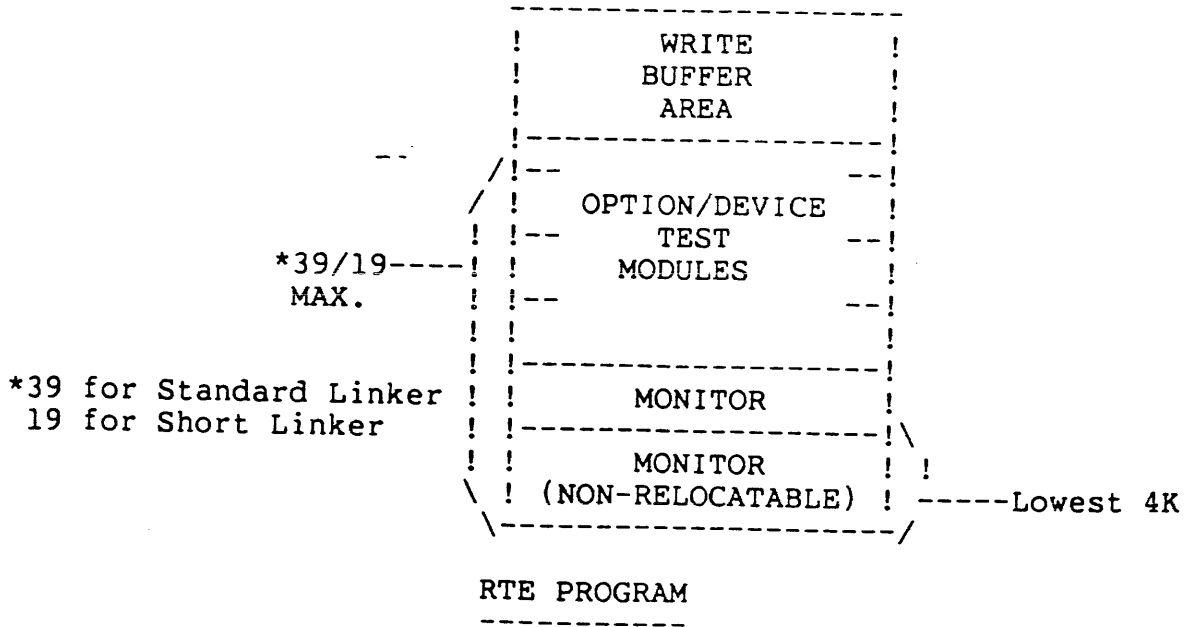 WRITE
BUFFER
AREA
OPTION/DEVICE
TEST
*39/19----! MODULES
MAX.
*39 for Standard Linker
MONITOR
19 for Short Linker
MONITOR
(NON-RELOCATABLE) -----Lowest 4K
RTE PROGRAM